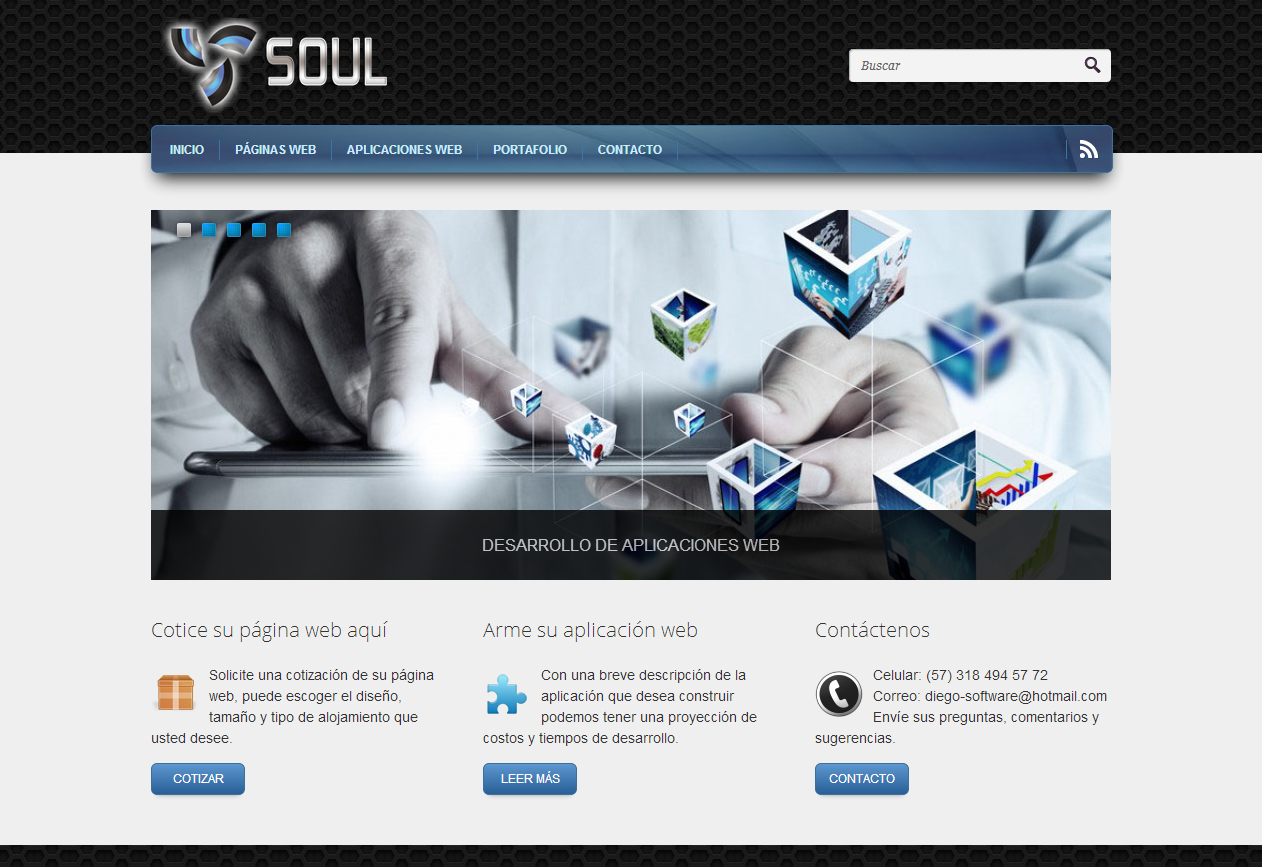 SOUL
Buscar
INICIO
PÁGINAS WEB
APLICACIONES WEB
PORTAFOLIO
CONTACTO
DESARROLLO DE APLICACIONES WEB
Cotice su página web aquí
Solicite una cotización de su página
web, puede escoger el diseño,
tamaño y tipo de alojamiento que
usted desee.
COTIZAR
Arme su aplicación web
Con una breve descripción de la
aplicación que desea construir
podemos tener una proyección de
costos y tiempos de desarrollo.
LEER MÁS
Contáctenos
Celular: (57) 318 494 57 72
Correo: diego-software@hotmail.com
Envíe sus preguntas, comentarios y
sugerencias.
CONTACTO